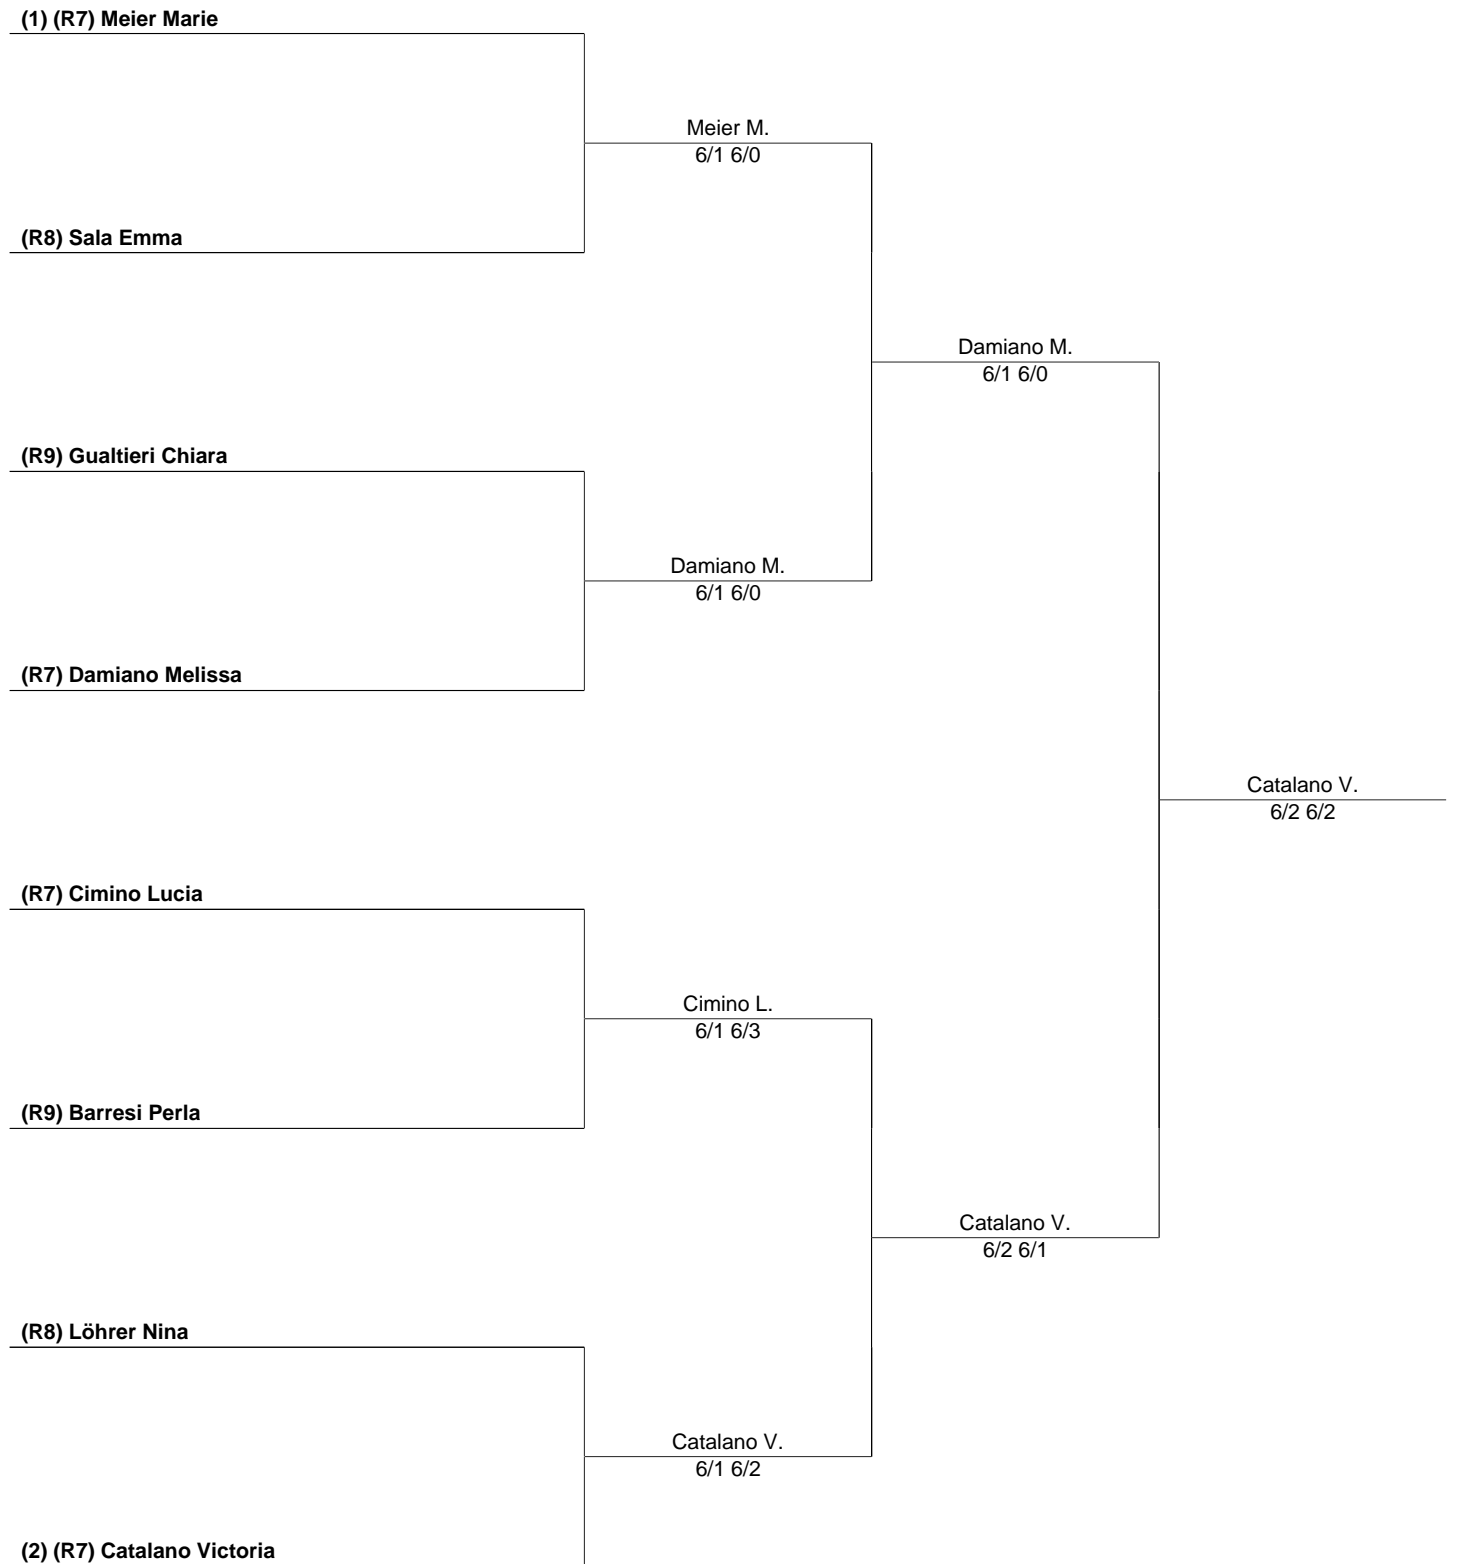 (1) (R7) Meier Marie
Meier M.
6/1 6/0
(R8) Sala Emma
Damiano M.
6/1 6/0
(R9) Gualtieri Chiara
Damiano M.
6/1 6/0
(R7) Damiano Melissa
Catalano V.
6/2 6/2
(R7) Cimino Lucia
Cimino L.
6/1 6/3
(R9) Barresi Perla
Catalano V.
6/2 6/1
(R8) Löhrer Nina
Catalano V.
6/1 6/2
(2) (R7) Catalano Victoria